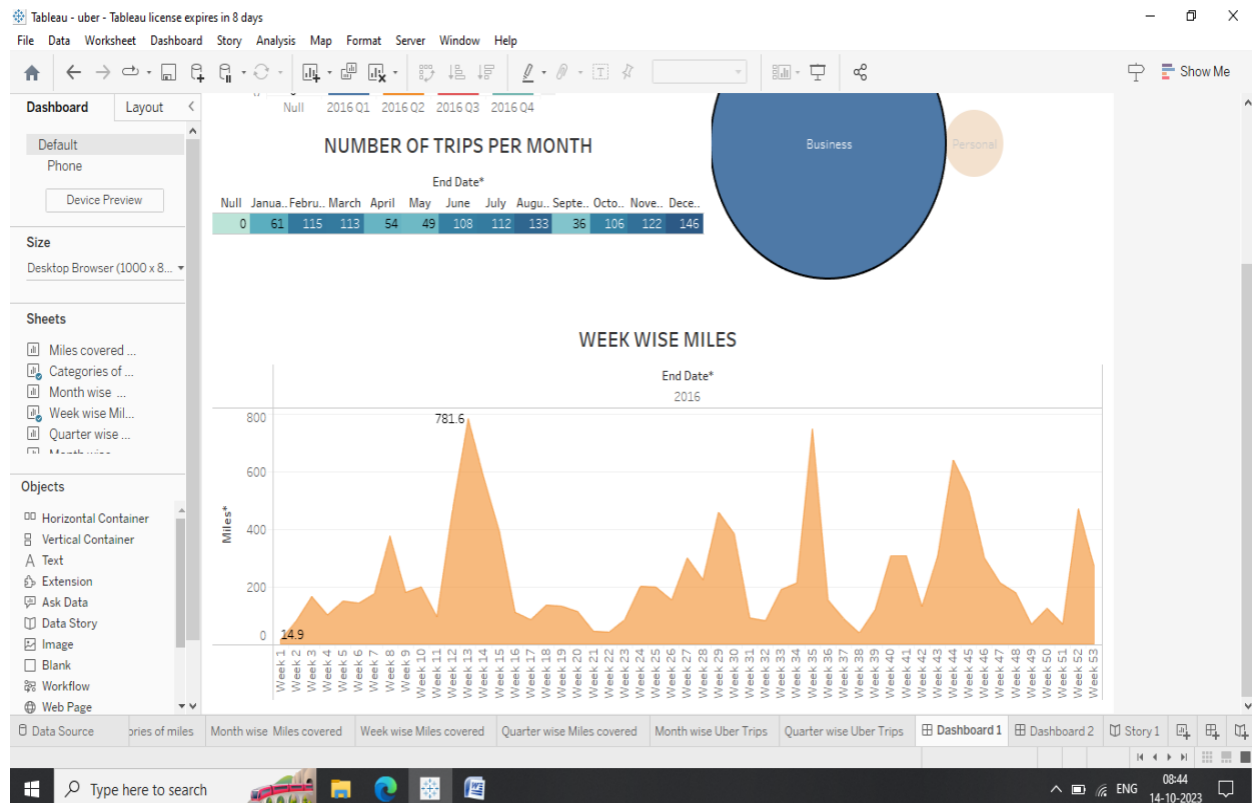 Tableau - uber - Tableau license expires in 8 days
File Data Worksheet Dashboard Story Analysis Map Format Server Window Help
Show Me
Dashboard Layout
Default
Phone
Device Preview
Size
Desktop Browser (1000 x 8...
Sheets
Miles covered ...
Categories of ...
Month wise ...
Week wise Mil...
Quarter wise ...
Objects
Horizontal Container
Vertical Container
Text
Extension
Ask Data
Data Story
Image
Blank
Workflow
Web Page
Null 2016 Q1 2016 Q2 2016 Q3 2016 Q4
NUMBER OF TRIPS PER MONTH
End Date*
Null Janua.. Febru.. March April May June July Augu.. Septe.. Octo.. Nove.. Dece..
0 61 115 113 54 49 108 112 133 36 106 122 146
Business
Personal
WEEK WISE MILES
End Date*
2016
Miles*
800
600
400
200
0
781.6
14.9
Week 1
Week 2
Week 3
Week 4
Week 5
Week 6
Week 7
Week 8
Week 9
Week 10
Week 11
Week 12
Week 13
Week 14
Week 15
Week 16
Week 17
Week 18
Week 19
Week 20
Week 21
Week 22
Week 23
Week 24
Week 25
Week 26
Week 27
Week 28
Week 29
Week 30
Week 31
Week 32
Week 33
Week 34
Week 35
Week 36
Week 37
Week 38
Week 39
Week 40
Week 41
Week 42
Week 43
Week 44
Week 45
Week 46
Week 47
Week 48
Week 49
Week 50
Week 51
Week 52
Week 53
Data Source ories of miles Month wise Miles covered Week wise Miles covered Quarter wise Miles covered Month wise Uber Trips Quarter wise Uber Trips Dashboard 1 Dashboard 2 Story 1
Type here to search
ENG
08:44
14-10-2023